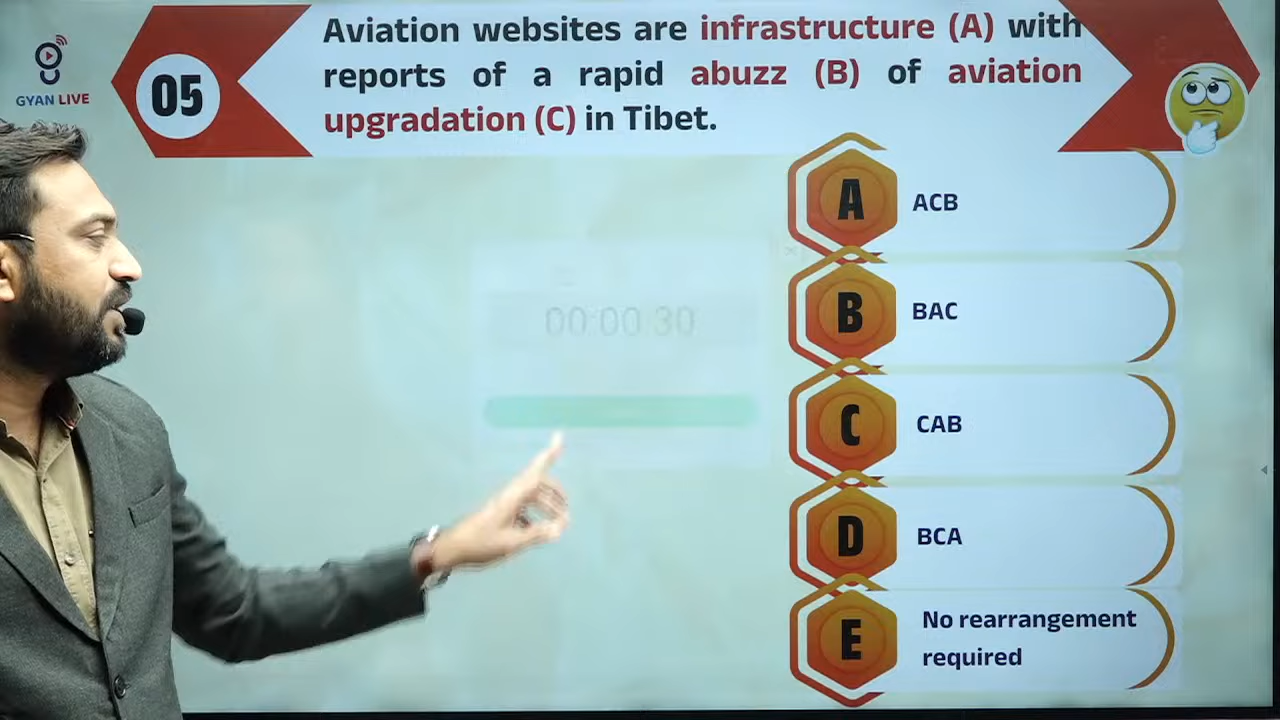 GYAN LIVE
05
Aviation websites are infrastructure (A) with
reports of a rapid abuzz (B) of aviation
upgradation (C) in Tibet.
00:00:30
A ACB
B BAC
C CAB
D BCA
E No rearrangement
required